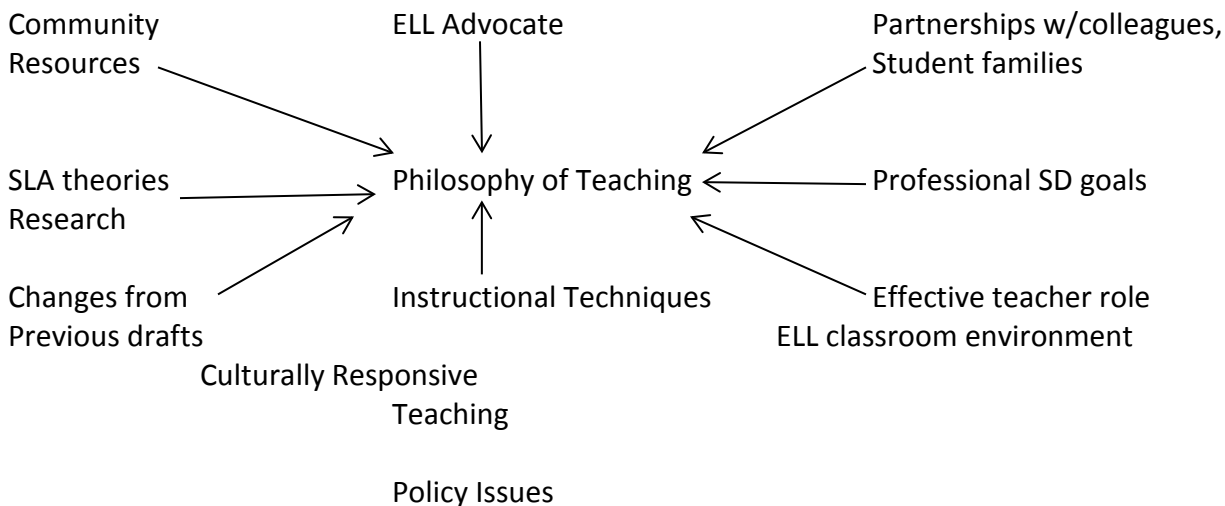 Community
Resources
ELL Advocate
Partnerships w/colleagues,
Student families
SLA theories
Research
Philosophy of Teaching
Professional SD goals
Changes from
Previous drafts
Instructional Techniques
Effective teacher role
ELL classroom environment
Culturally Responsive
Teaching
Policy Issues